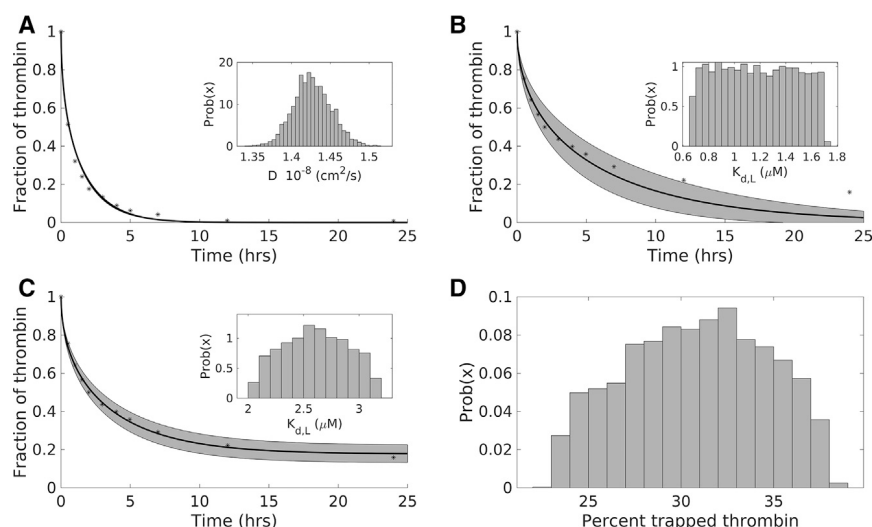 A
Fraction of thrombin
1
0.8
0.6
0.4
0.2
0
0 5 10 15 20 25
Time (hrs)
Prob(x)
20
10
0
1.35 1.4 1.45 1.5
D 10⁻⁸ (cm²/s)
B
Fraction of thrombin
1
0.8
0.6
0.4
0.2
0
0 5 10 15 20 25
Time (hrs)
Prob(x)
1
0.5
0
0.6 0.8 1 1.2 1.4 1.6 1.8
K d,L (μM)
C
Fraction of thrombin
1
0.8
0.6
0.4
0.2
0
0 5 10 15 20 25
Time (hrs)
Prob(x)
1
0.5
0
2 2.5 3
K d,L (μM)
D
Prob(x)
0.1
0.08
0.06
0.04
0.02
0
25 30 35
Percent trapped thrombin